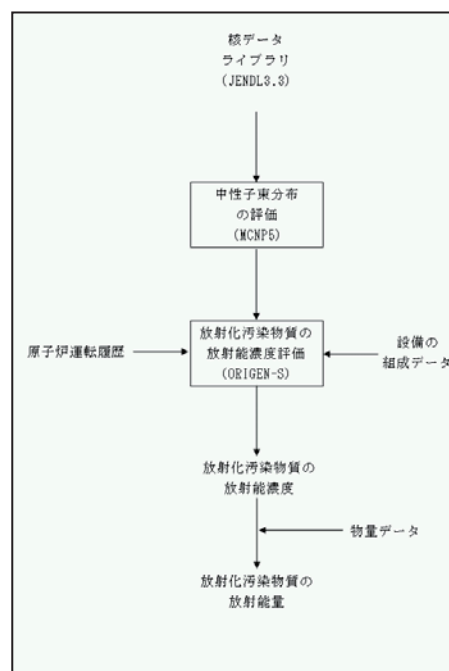 核データ
ライブラリ
(JENDL3.3)
中性子束分布
の評価
(MCNP5)
放射化汚染物質の
放射能濃度評価
(ORIGEN-S)
原子炉運転履歴
設備の
組成データ
放射化汚染物質の
放射能濃度
物量データ
放射化汚染物質の
放射能量